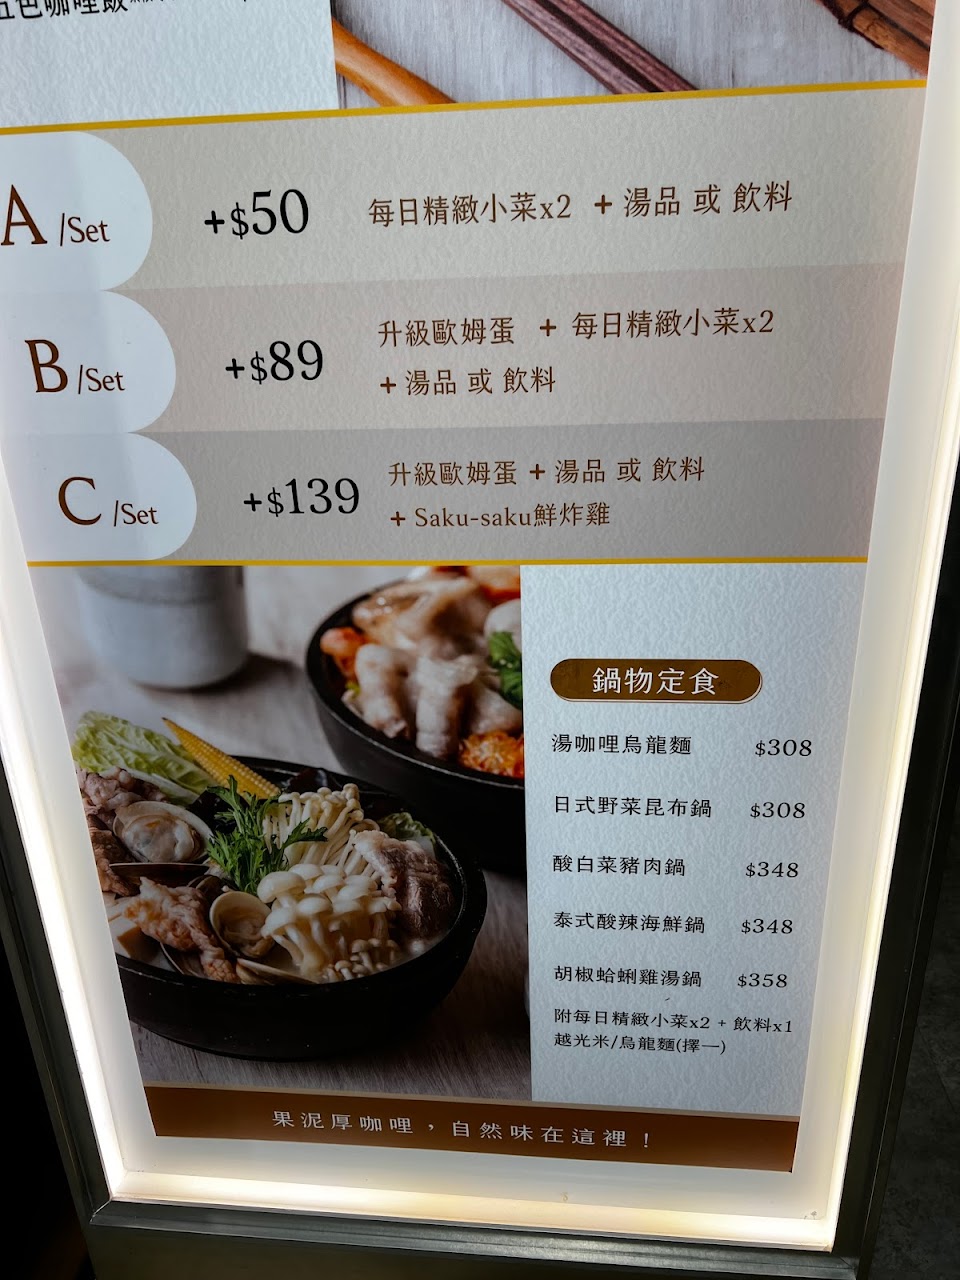 五色咖哩飯
A /Set +$50 每日精緻小菜x2 + 湯品 或 飲料
B /Set +$89 升級歐姆蛋 + 每日精緻小菜x2
+ 湯品 或 飲料
C /Set +$139 升級歐姆蛋 + 湯品 或 飲料
+ Saku-saku鮮炸雞
鍋物定食
湯咖哩烏龍麵 $308
日式野菜昆布鍋 $308
酸白菜豬肉鍋 $348
泰式酸辣海鮮鍋 $348
胡椒蛤蜊雞湯鍋 $358
附每日精緻小菜x2 + 飲料x1
越光米/烏龍麵(擇一)
果泥厚咖哩，自然味在這裡！